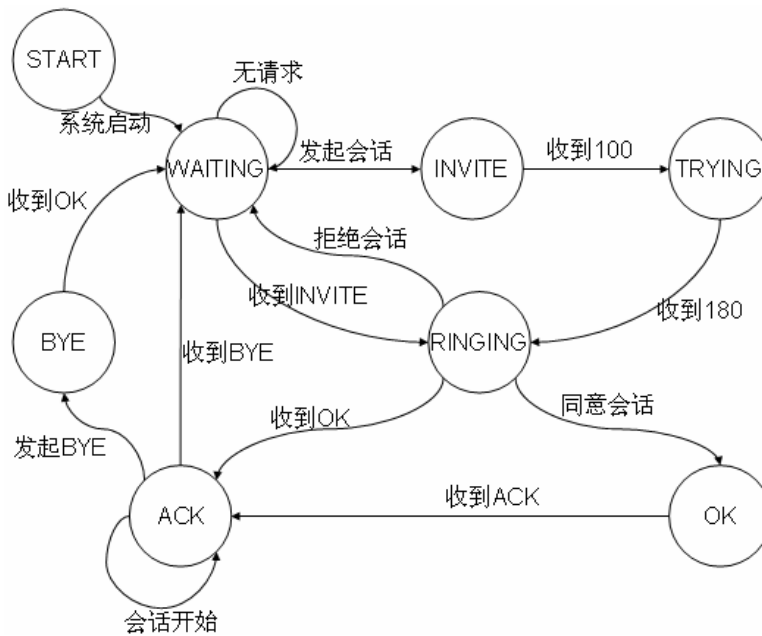 START
无请求
系统启动
发起会话
收到100
WAITING
INVITE
TRYING
收到OK
拒绝会话
收到INVITE
收到180
BYE
RINGING
收到BYE
同意会话
收到OK
发起BYE
收到ACK
ACK
OK
会话开始